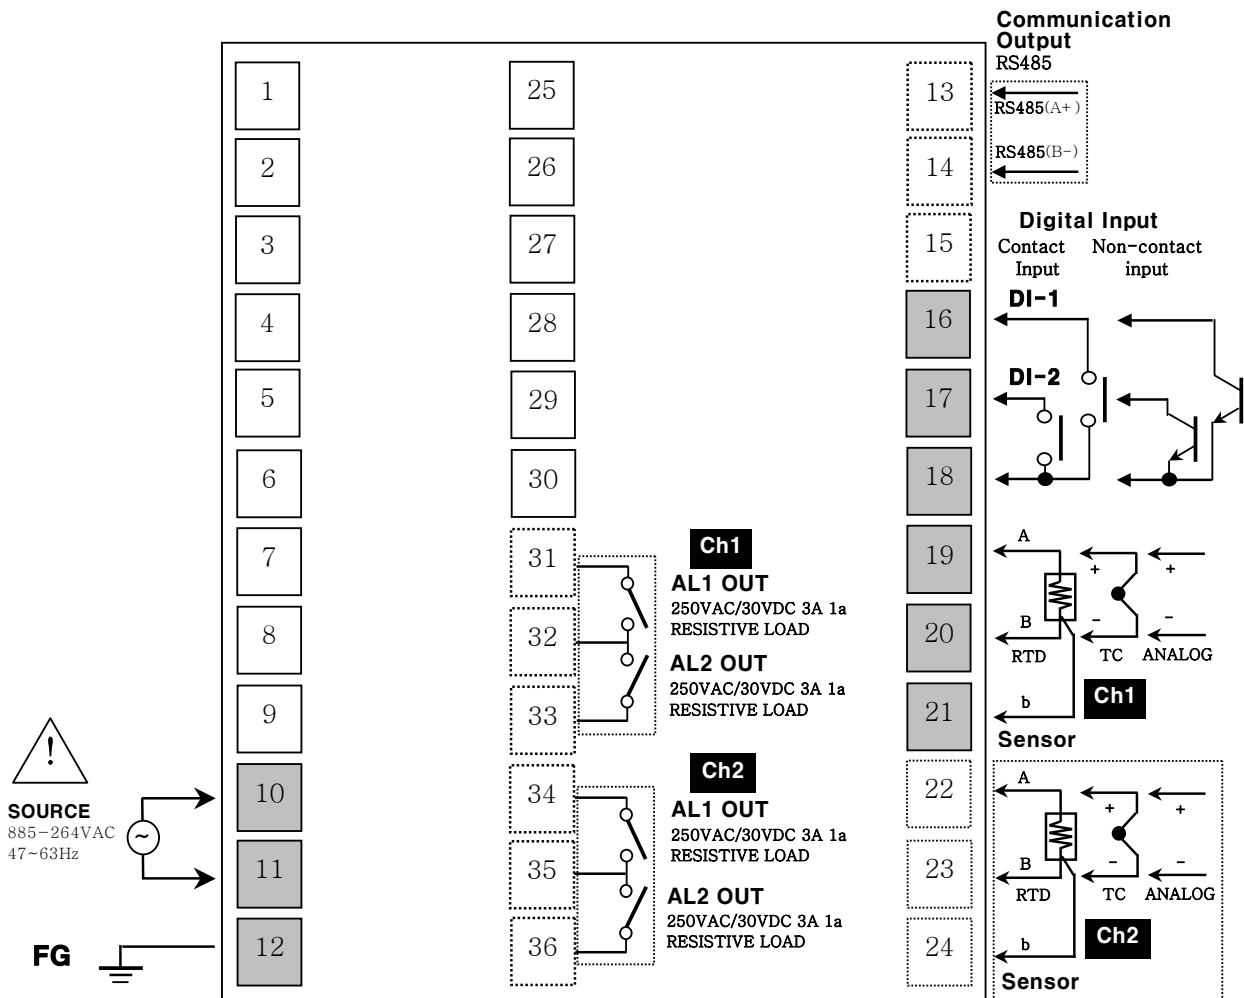 Communication
Output
RS485
1
25
13
RS485(A+)
2
26
14
RS485(B-)
3
27
15
Digital Input
Contact
Input
Non-contact
input
4
28
16
DI-1
5
29
17
DI-2
6
30
18
7
31
Ch1
AL1 OUT
250VAC/30VDC 3A 1a
RESISTIVE LOAD
19
A
+
+
8
32
AL2 OUT
250VAC/30VDC 3A 1a
RESISTIVE LOAD
20
B
-
-
RTD
TC
ANALOG
9
33
21
b
Ch1
Sensor
!
SOURCE
885-264VAC
47~63Hz
~
10
34
Ch2
AL1 OUT
250VAC/30VDC 3A 1a
RESISTIVE LOAD
22
A
+
+
11
35
AL2 OUT
250VAC/30VDC 3A 1a
RESISTIVE LOAD
23
B
-
-
RTD
TC
ANALOG
FG
12
36
24
b
Ch2
Sensor